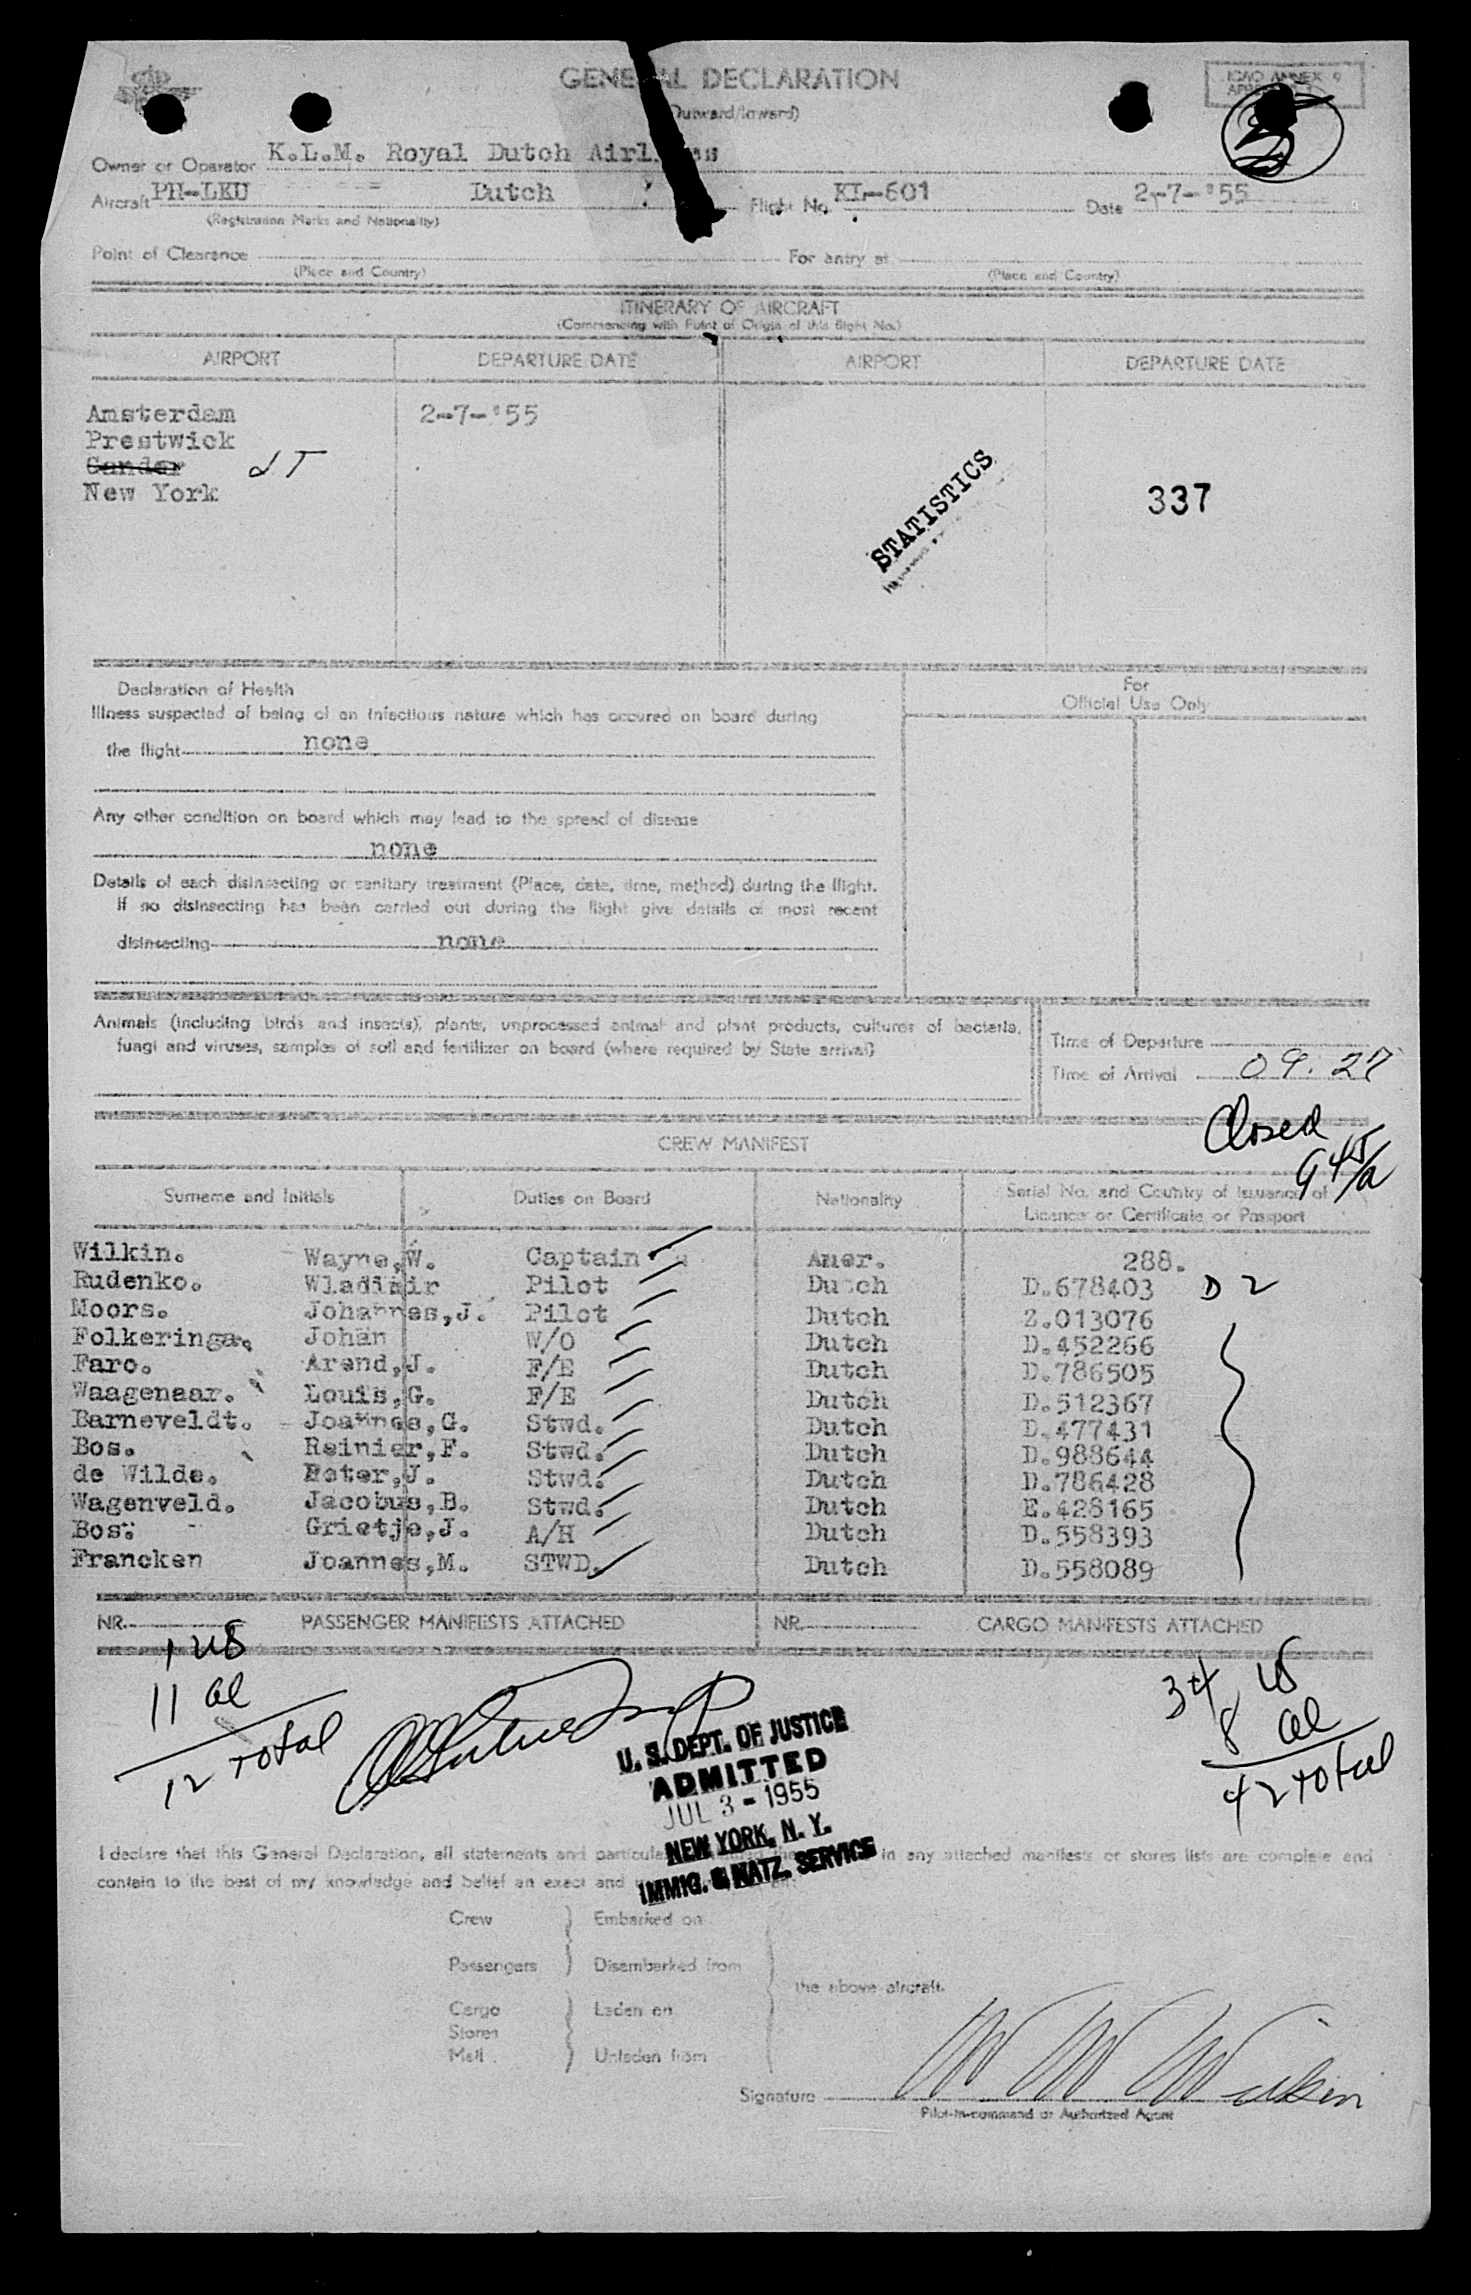 GENERAL DECLARATION
(Outward/Inward)
ICAO ANNEX 9
Owner or Operator K.L.M. Royal Dutch Airlines
Aircraft PH-LKU Dutch Flight No. KL-601 Date 2-7-'55
(Registration Marks and Nationality)
Point of Clearance For entry at
(Place and Country) (Place and Country)
ITINERARY OF AIRCRAFT
(Commencing with Point of Origin of this flight No.)
AIRPORT DEPARTURE DATE AIRPORT DEPARTURE DATE
Amsterdam 2-7-'55
Prestwick
Gander
New York
STATISTICS
337
Declaration of Health
Illness suspected of being of an infectious nature which has occured on board during
the flight none
For
Official Use Only
Any other condition on board which may lead to the spread of disease
none
Details of each disinsecting or sanitary treatment (Place, date, time, method) during the flight.
If no disinsecting has been carried out during the flight give details of most recent
disinsecting none
Animals (including birds and insects), plants, unprocessed animal and plant products, cultures of bacteria,
fungi and viruses, samples of soil and fertilizer on board (where required by State arrival)
Time of Departure
Time of Arrival 09.27
Closed
9 45/a
CREW MANIFEST
Surname and Initials Duties on Board Nationality Serial No. and Country of Issuance of
Licence or Certificate or Passport
Wilkin. Wayne,W. Captain Amer. 288.
Rudenko. Wladimir Pilot Dutch D.678403 D 2
Moors. Johannes,J. Pilot Dutch Z.013076
Folkeringa. Johan W/O Dutch D.452266
Faro. Arend,J. F/E Dutch D.786505
Waagenaar. Louis,G. F/E Dutch D.512367
Barneveldt. Joannes,G. Stwd. Dutch D.477431
Bos. Reinier,F. Stwd. Dutch D.988644
de Wilde. Peter,J. Stwd. Dutch D.786428
Wagenveld. Jacobus,B. Stwd. Dutch E.428165
Bos. Grietje,J. A/H Dutch D.558393
Francken Joannes,M. STWD. Dutch D.558089
NR. PASSENGER MANIFESTS ATTACHED NR. CARGO MANIFESTS ATTACHED
1 US
11 al
12 total
34 US
8 al
42 total
U. S. DEPT. OF JUSTICE
ADMITTED
JUL 3 - 1955
NEW YORK, N. Y.
IMMIG. & NATZ. SERVICE
I declare that this General Declaration, all statements and particulars in any attached manifests or stores lists are complete and
contain to the best of my knowledge and belief an exact and
Crew Embarked on
Passengers Disembarked from
the above aircraft.
Cargo Laden on
Stores
Mail Unladen from
Signature W W Wilkin
Pilot-in-command or Authorized Agent